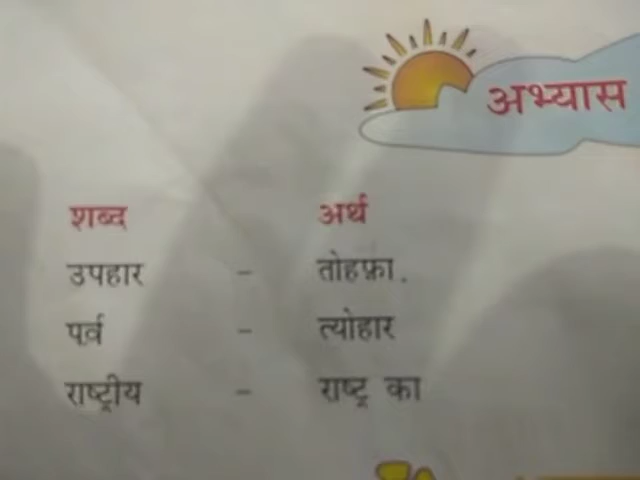 अभ्यास
शब्द अर्थ
उपहार - तोहफ़ा.
पर्व - त्योहार
राष्ट्रीय - राष्ट्र का